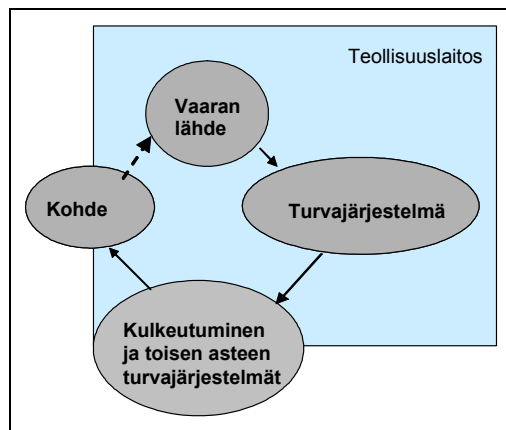 Teollisuuslaitos
Vaaran
lähde
Kohde
Turvajärjestelmä
Kulkeutuminen
ja toisen asteen
turvajärjestelmät